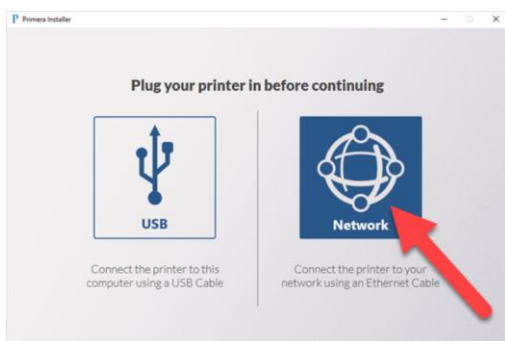 Primera Installer
Plug your printer in before continuing
USB
Network
Connect the printer to this
computer using a USB Cable
Connect the printer to your
network using an Ethernet Cable